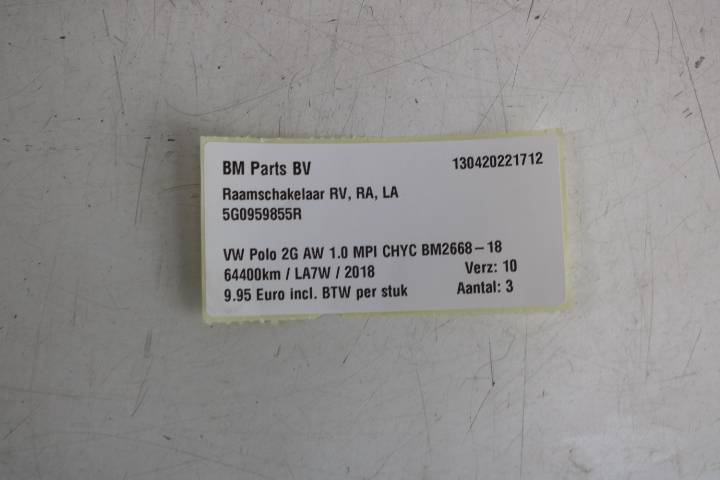 BM Parts BV 130420221712
Raamschakelaar RV, RA, LA
5G0959855R
VW Polo 2G AW 1.0 MPI CHYC BM2668-18
64400km / LA7W / 2018 Verz: 10
9.95 Euro incl. BTW per stuk Aantal: 3